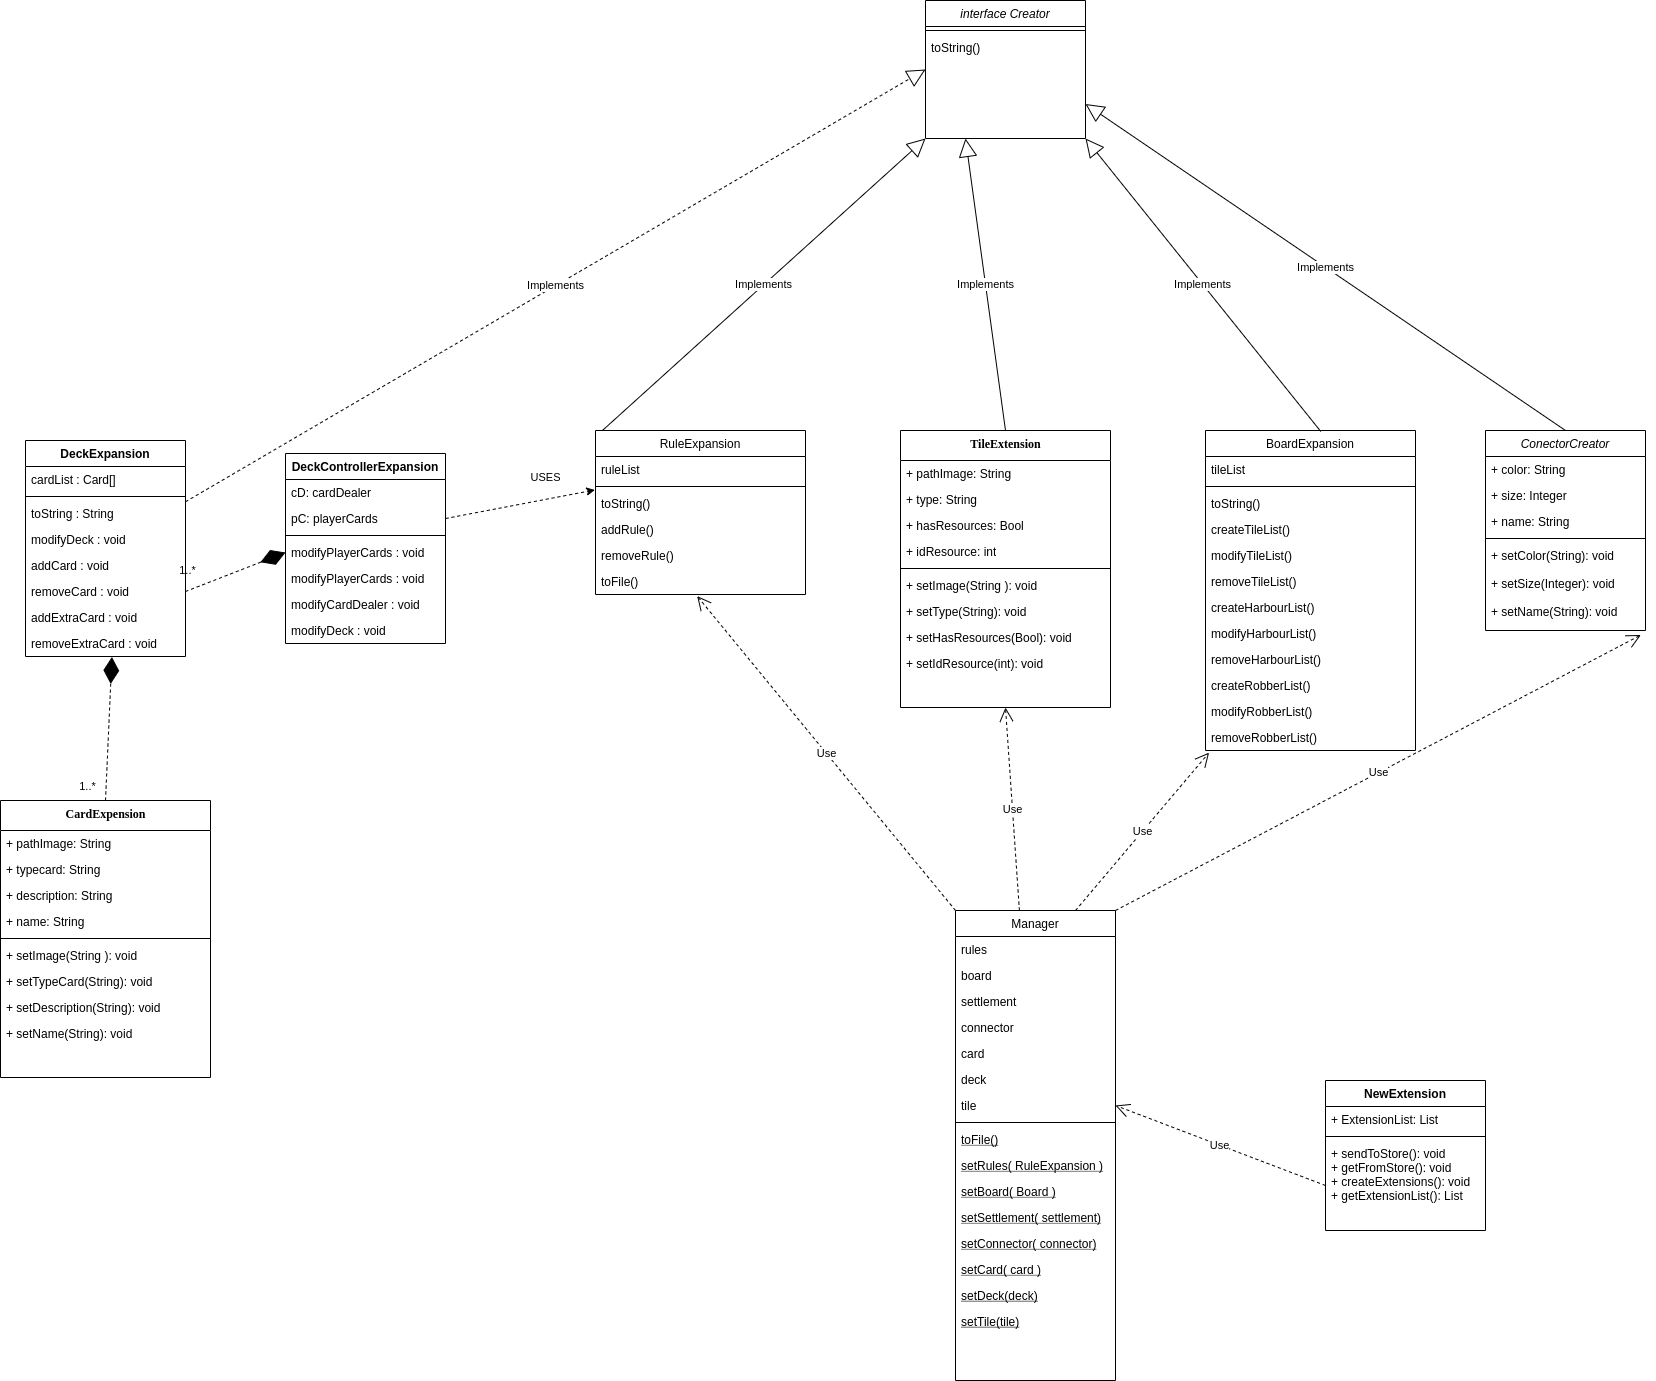 interface Creator
toString()
Implements
Implements
Implements
Implements
Implements
DeckExpansion
cardList : Card[]
toString : String
modifyDeck : void
addCard : void
removeCard : void
addExtraCard : void
removeExtraCard : void
1..*
DeckControllerExpansion
cD: cardDealer
pC: playerCards
modifyPlayerCards : void
modifyPlayerCards : void
modifyCardDealer : void
modifyDeck : void
USES
RuleExpansion
ruleList
toString()
addRule()
removeRule()
toFile()
TileExtension
+ pathImage: String
+ type: String
+ hasResources: Bool
+ idResource: int
+ setImage(String ): void
+ setType(String): void
+ setHasResources(Bool): void
+ setIdResource(int): void
BoardExpansion
tileList
toString()
createTileList()
modifyTileList()
removeTileList()
createHarbourList()
modifyHarbourList()
removeHarbourList()
createRobberList()
modifyRobberList()
removeRobberList()
ConectorCreator
+ color: String
+ size: Integer
+ name: String
+ setColor(String): void
+ setSize(Integer): void
+ setName(String): void
1..*
CardExpension
+ pathImage: String
+ typecard: String
+ description: String
+ name: String
+ setImage(String ): void
+ setTypeCard(String): void
+ setDescription(String): void
+ setName(String): void
Use
Use
Use
Use
Manager
rules
board
settlement
connector
card
deck
tile
toFile()
setRules( RuleExpansion )
setBoard( Board )
setSettlement( settlement)
setConnector( connector)
setCard( card )
setDeck(deck)
setTile(tile)
Use
NewExtension
+ ExtensionList: List
+ sendToStore(): void
+ getFromStore(): void
+ createExtensions(): void
+ getExtensionList(): List